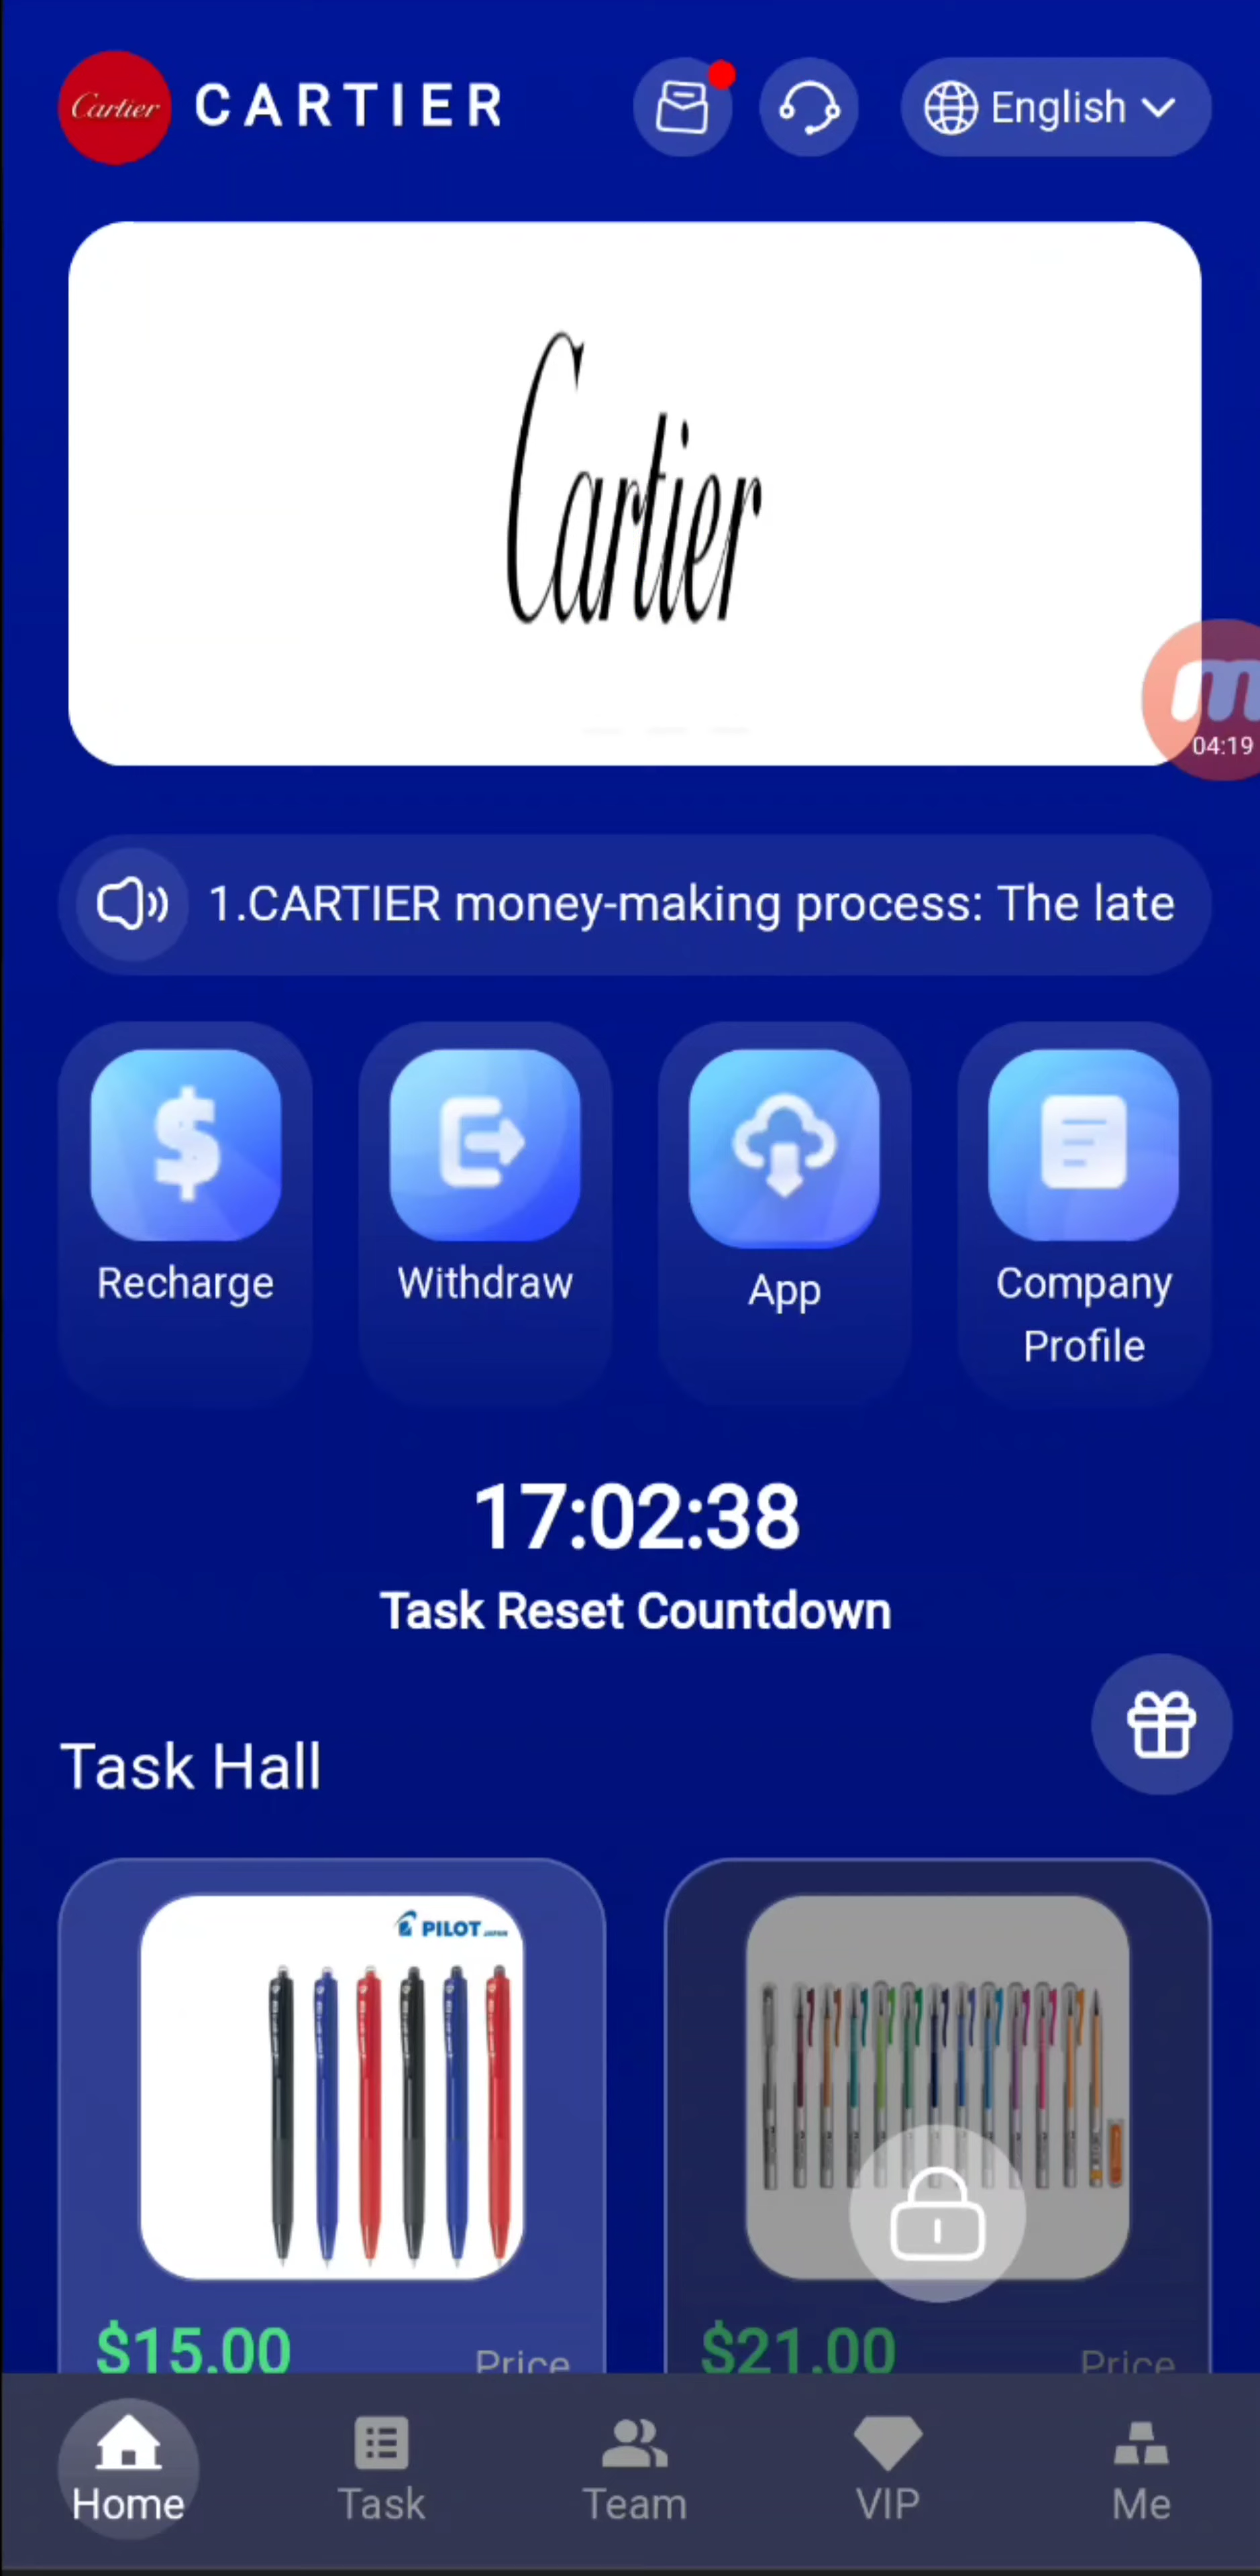 Cartier
CARTIER
English
Cartier
04:19
1.CARTIER money-making process: The late
Recharge
Withdraw
App
Company
Profile
17:02:38
Task Reset Countdown
Task Hall
PILOT
$15.00
Price
$21.00
Price
Home
Task
Team
VIP
Me